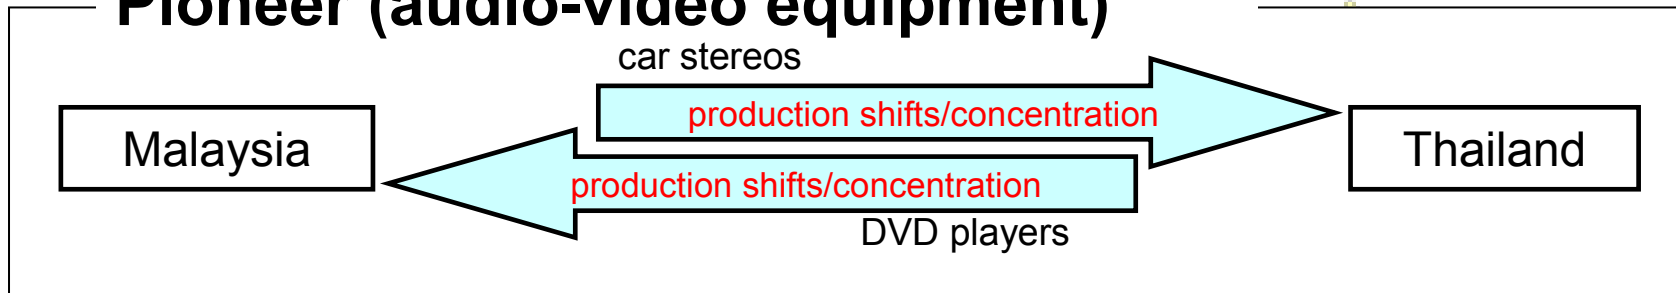 Pioneer (audio-video equipment)
car stereos
production shifts/concentration
Malaysia
Thailand
production shifts/concentration
DVD players